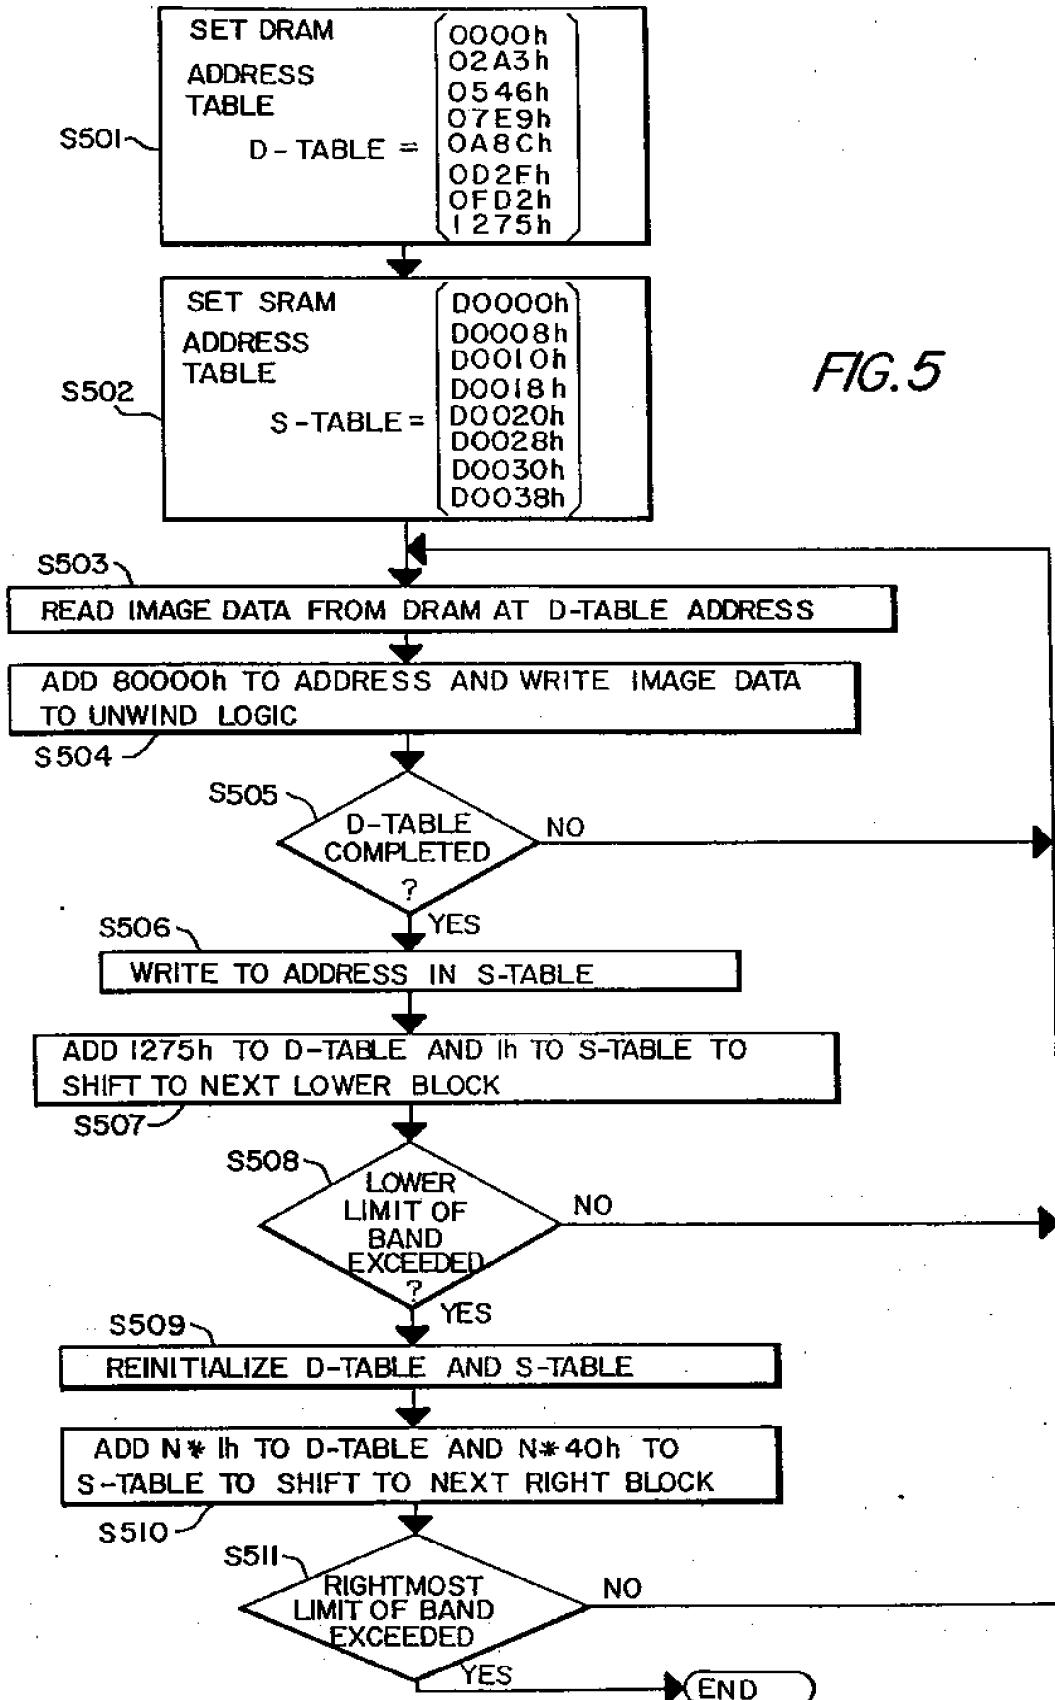 SET DRAM
ADDRESS
TABLE
D-TABLE =
0000h
02A3h
0546h
07E9h
0A8Ch
0D2Fh
0FD2h
1275h
S501
SET SRAM
ADDRESS
TABLE
S-TABLE =
D0000h
D0008h
D0010h
D0018h
D0020h
D0028h
D0030h
D0038h
S502
FIG.5
S503
READ IMAGE DATA FROM DRAM AT D-TABLE ADDRESS
ADD 80000h TO ADDRESS AND WRITE IMAGE DATA
TO UNWIND LOGIC
S504
S505
D-TABLE
COMPLETED
?
NO
YES
S506
WRITE TO ADDRESS IN S-TABLE
ADD 1275h TO D-TABLE AND 1h TO S-TABLE TO
SHIFT TO NEXT LOWER BLOCK
S507
S508
LOWER
LIMIT OF
BAND
EXCEEDED
?
NO
YES
S509
REINITIALIZE D-TABLE AND S-TABLE
ADD N* 1h TO D-TABLE AND N*40h TO
S-TABLE TO SHIFT TO NEXT RIGHT BLOCK
S510
S511
RIGHTMOST
LIMIT OF BAND
EXCEEDED
NO
YES
END